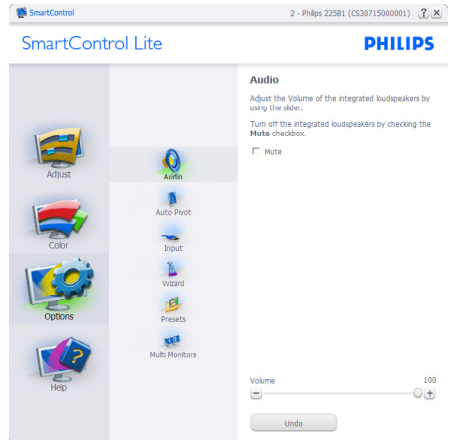 SmartControl
2 - Philips 225B1 (CS30715000001)
SmartControl Lite
PHILIPS
Adjust
Color
Options
Help
Audio
Auto Pivot
Input
Wizard
Presets
Multi Monitors
Audio
Adjust the Volume of the integrated loudspeakers by
using the slider.
Turn off the integrated loudspeakers by checking the
Mute checkbox.
Mute
Volume 100
Undo